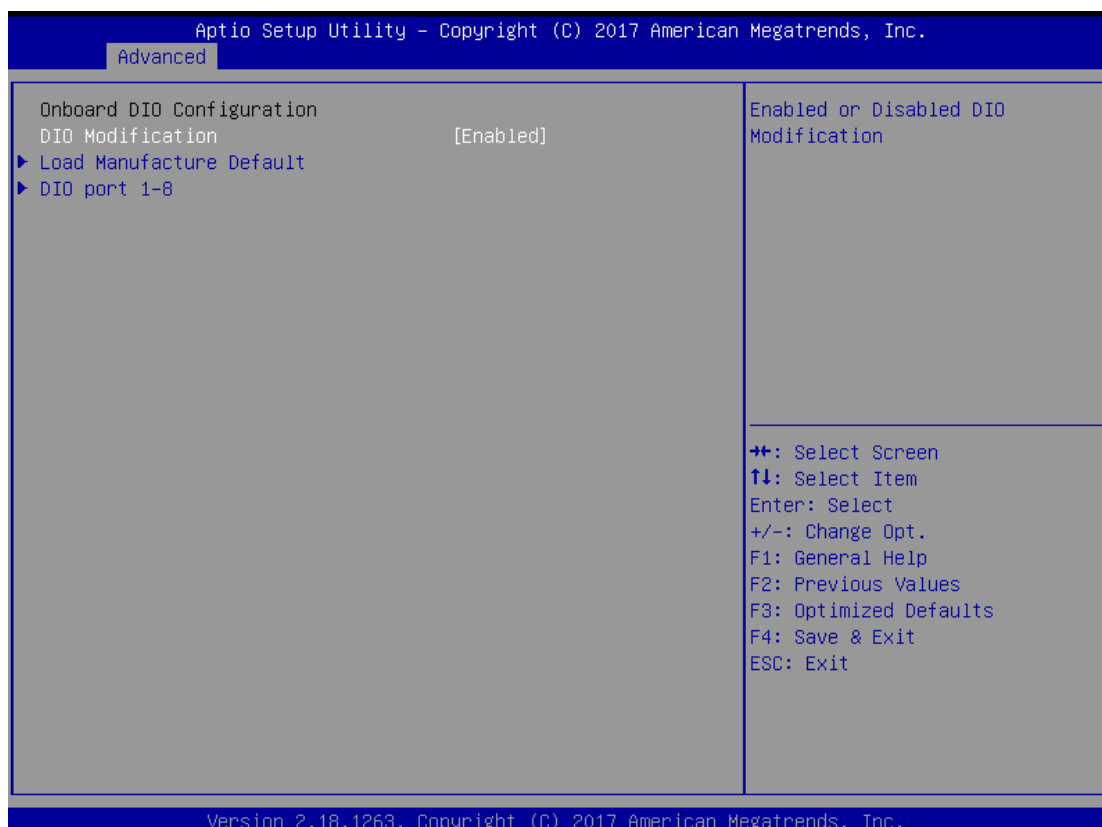 Aptio Setup Utility – Copyright (C) 2017 American Megatrends, Inc.
Advanced
Onboard DIO Configuration
DIO Modification [Enabled]
▶ Load Manufacture Default
▶ DIO port 1-8
Enabled or Disabled DIO
Modification
→←: Select Screen
↑↓: Select Item
Enter: Select
+/-: Change Opt.
F1: General Help
F2: Previous Values
F3: Optimized Defaults
F4: Save & Exit
ESC: Exit
Version 2.18.1263. Copyright (C) 2017 American Megatrends, Inc.